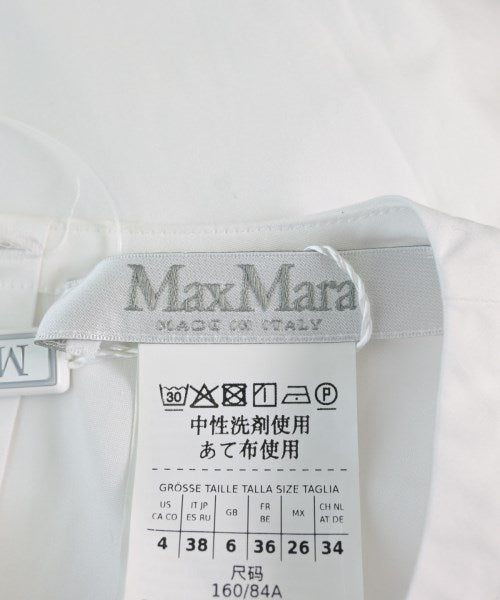 MaxMara
MADE IN ITALY
M
30 P
中性洗剤使用
あて布使用
GRÖSSE TAILLE TALLA SIZE TAGLIA
US CA CO IT JP ES RU GB FR BE MX CH NL AT DE
4 38 6 36 26 34
尺码
160/84A